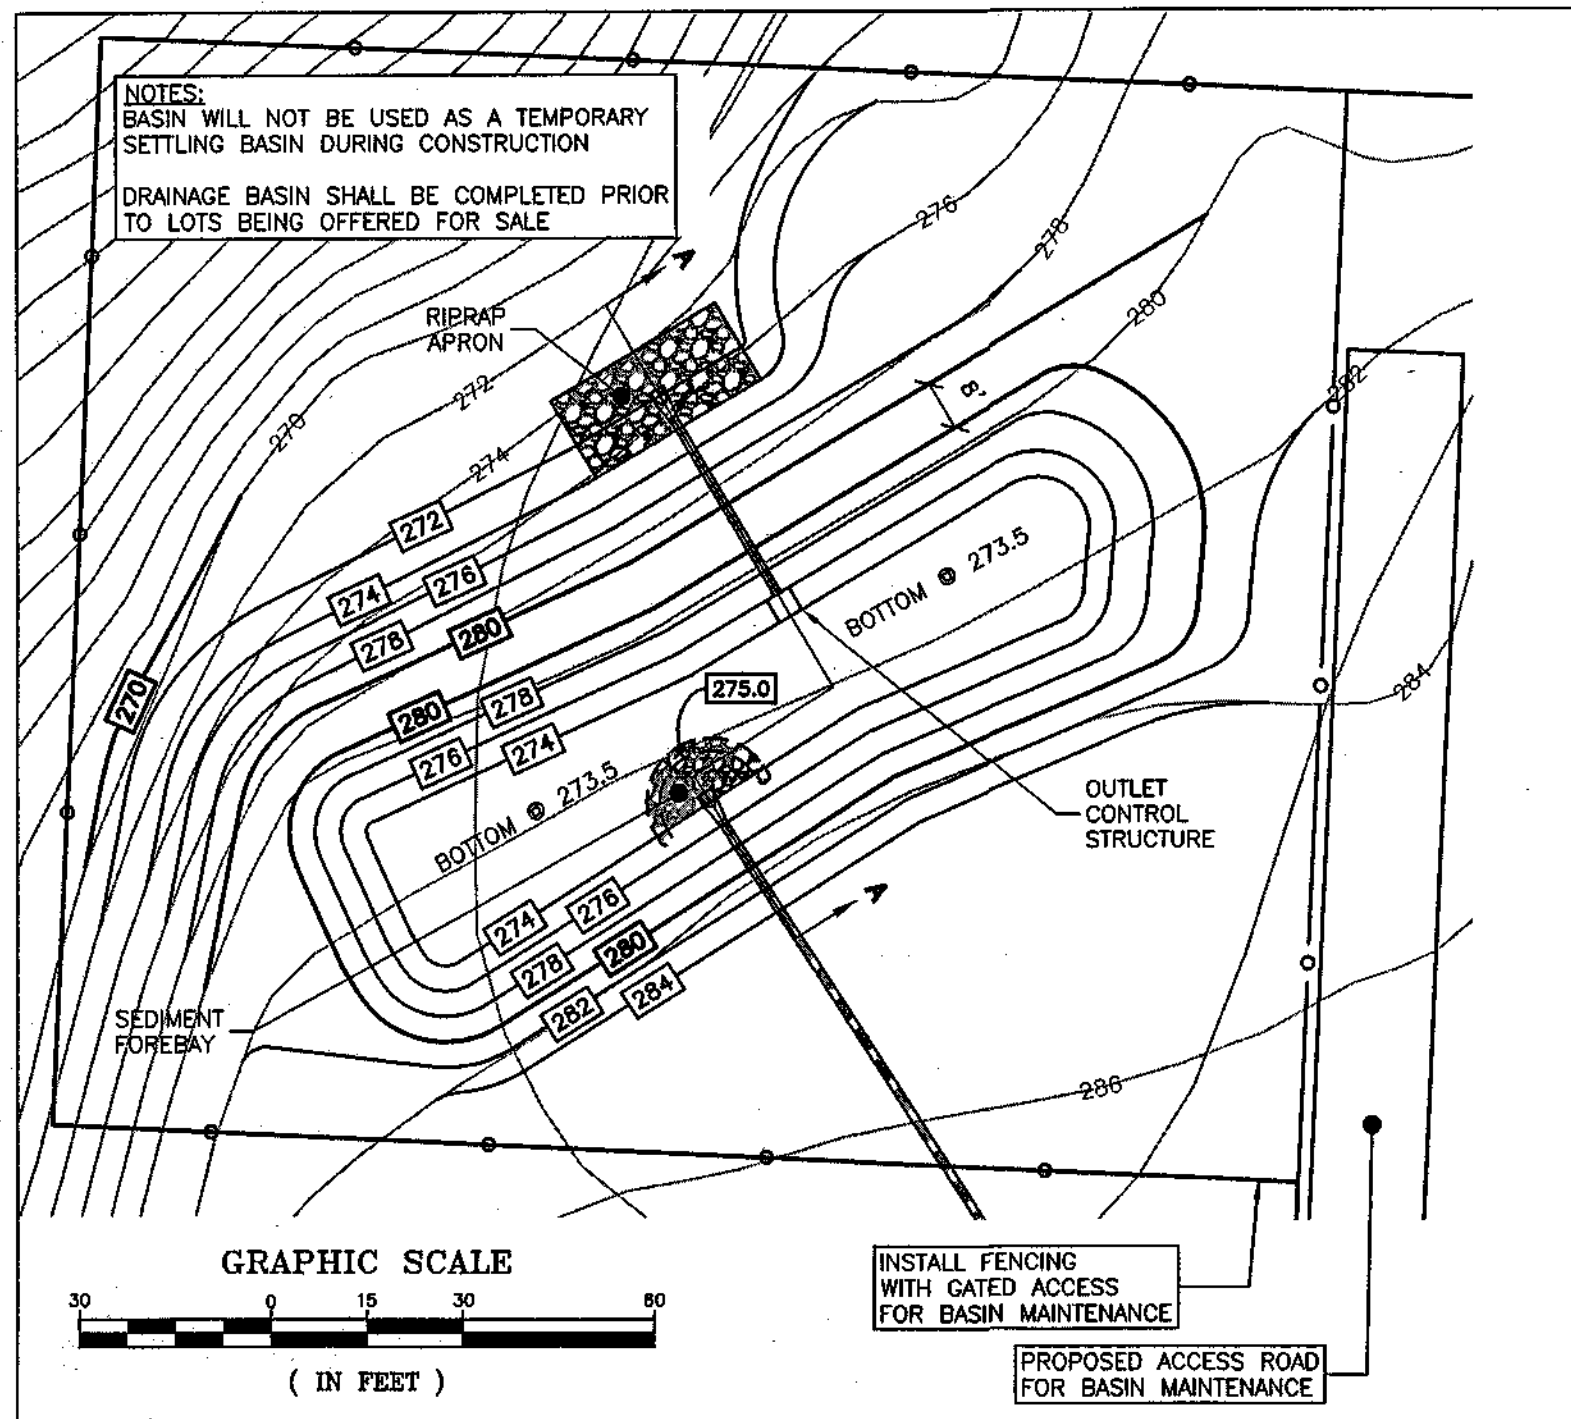 NOTES:
BASIN WILL NOT BE USED AS A TEMPORARY
SETTLING BASIN DURING CONSTRUCTION
DRAINAGE BASIN SHALL BE COMPLETED PRIOR
TO LOTS BEING OFFERED FOR SALE
276
278
A
280
RIPRAP
APRON
272
282
8'
270
274
272
BOTTOM @ 273.5
274
276
278
280
284
270
275.0
280
278
276
274
BOTTOM @ 273.5
OUTLET
CONTROL
STRUCTURE
A
274
276
278
280
282
284
SEDIMENT
FOREBAY
286
GRAPHIC SCALE
30 0 15 30 60
( IN FEET )
INSTALL FENCING
WITH GATED ACCESS
FOR BASIN MAINTENANCE
PROPOSED ACCESS ROAD
FOR BASIN MAINTENANCE